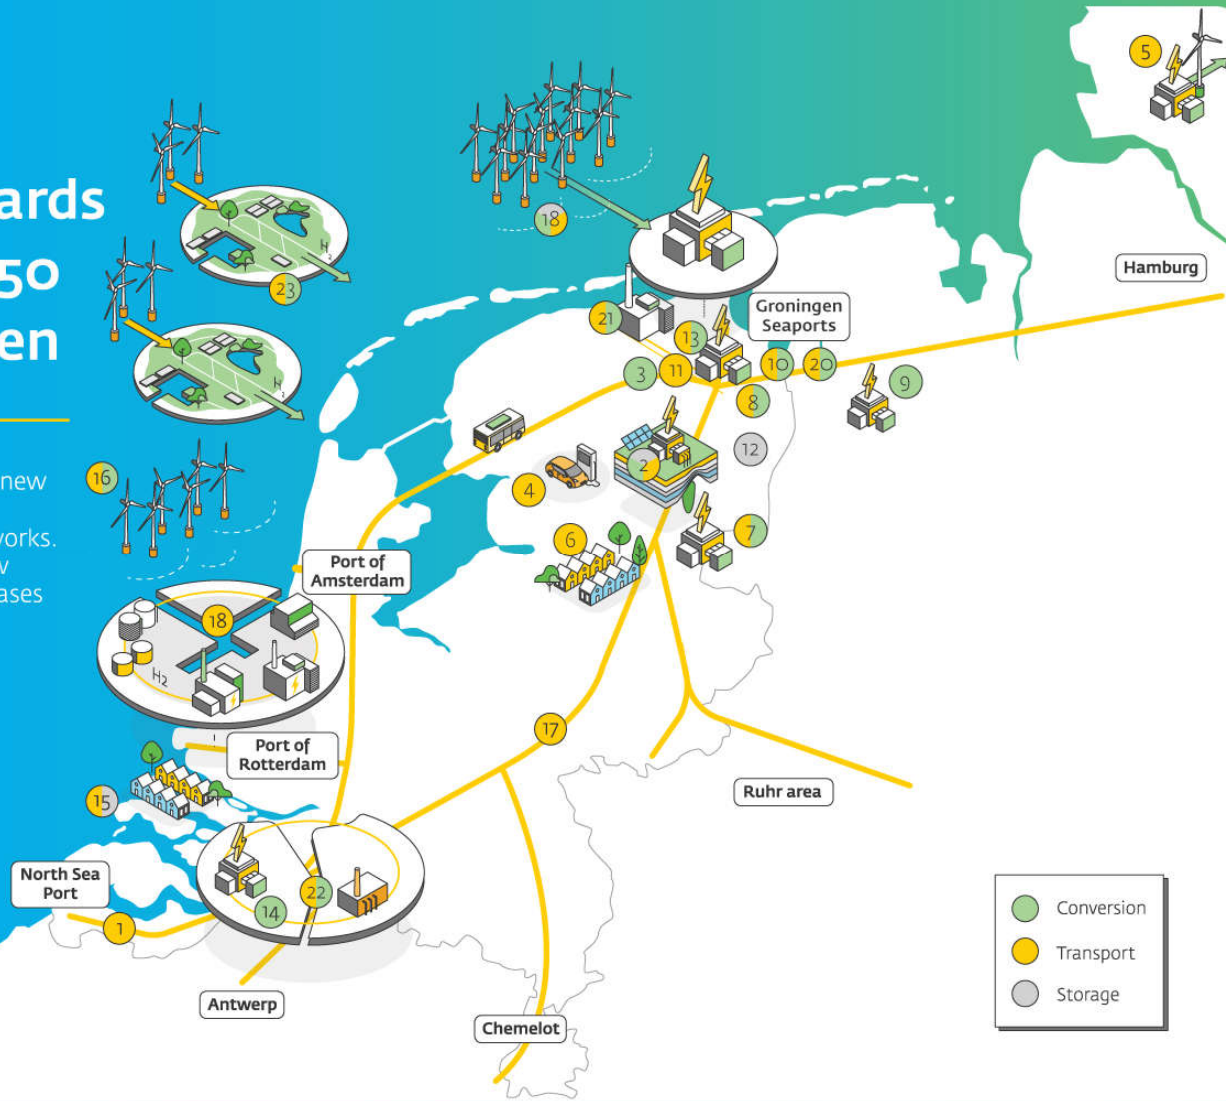 ards
50
en
new
vorks.
v
ases
5
Hamburg
18
23
21
13
Groningen
Seaports
3
11
10
20
8
9
2
12
4
16
6
7
Port of
Amsterdam
18
H2
H2
H2
17
Port of
Rotterdam
15
Ruhr area
North Sea
Port
1
14
22
Antwerp
Chemelot
Conversion
Transport
Storage